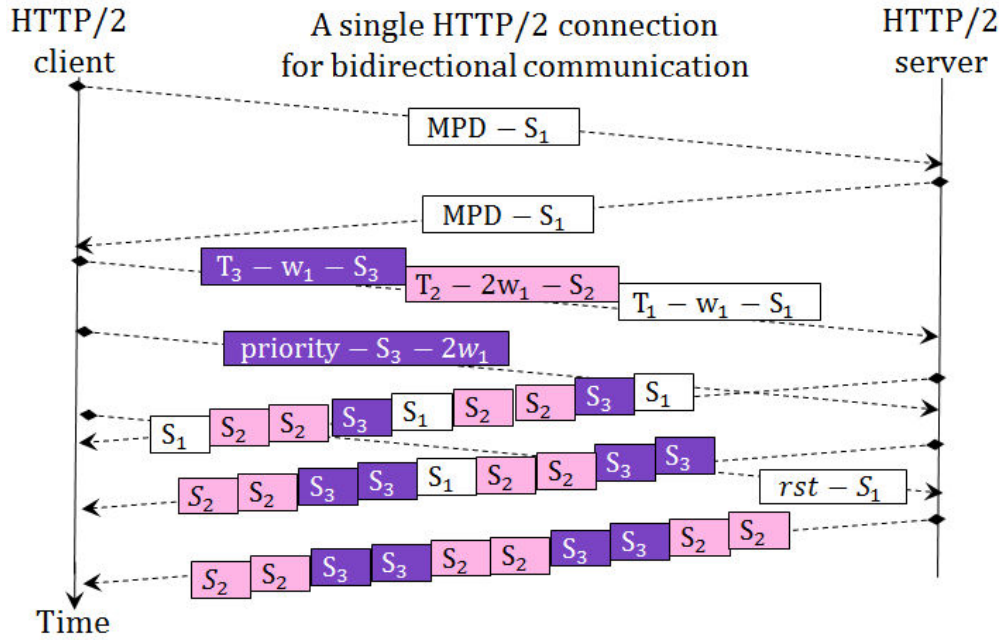 HTTP/2
client
A single HTTP/2 connection
for bidirectional communication
HTTP/2
server
MPD – S₁
MPD – S₁
T₃ – w₁ – S₃
T₂ – 2w₁ – S₂
T₁ – w₁ – S₁
priority – S₃ – 2w₁
S₁ S₂ S₂ S₃ S₁ S₂ S₂ S₃ S₁
S₂ S₂ S₃ S₃ S₁ S₂ S₂ S₃ S₃
rst – S₁
S₂ S₂ S₃ S₃ S₂ S₂ S₃ S₃ S₂ S₂
Time